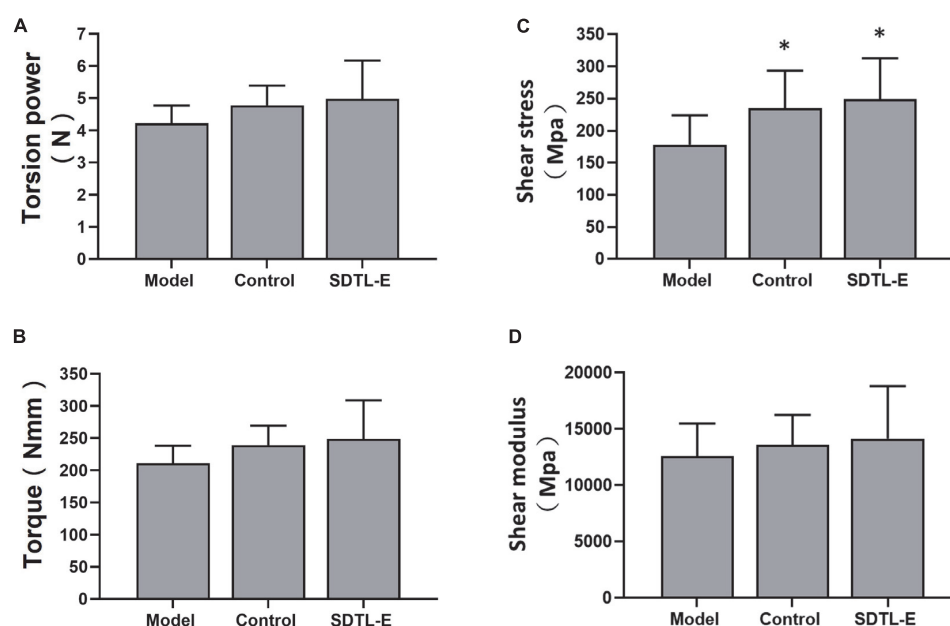 A
Torsion power
( N )
7
6
5
4
3
2
1
0
Model Control SDTL-E
C
Shear stress
( Mpa )
350
300
250
200
150
100
50
0
* *
Model Control SDTL-E
B
Torque ( Nmm )
350
300
250
200
150
100
50
0
Model Control SDTL-E
D
Shear modulus
( Mpa )
20000
15000
10000
5000
0
Model Control SDTL-E